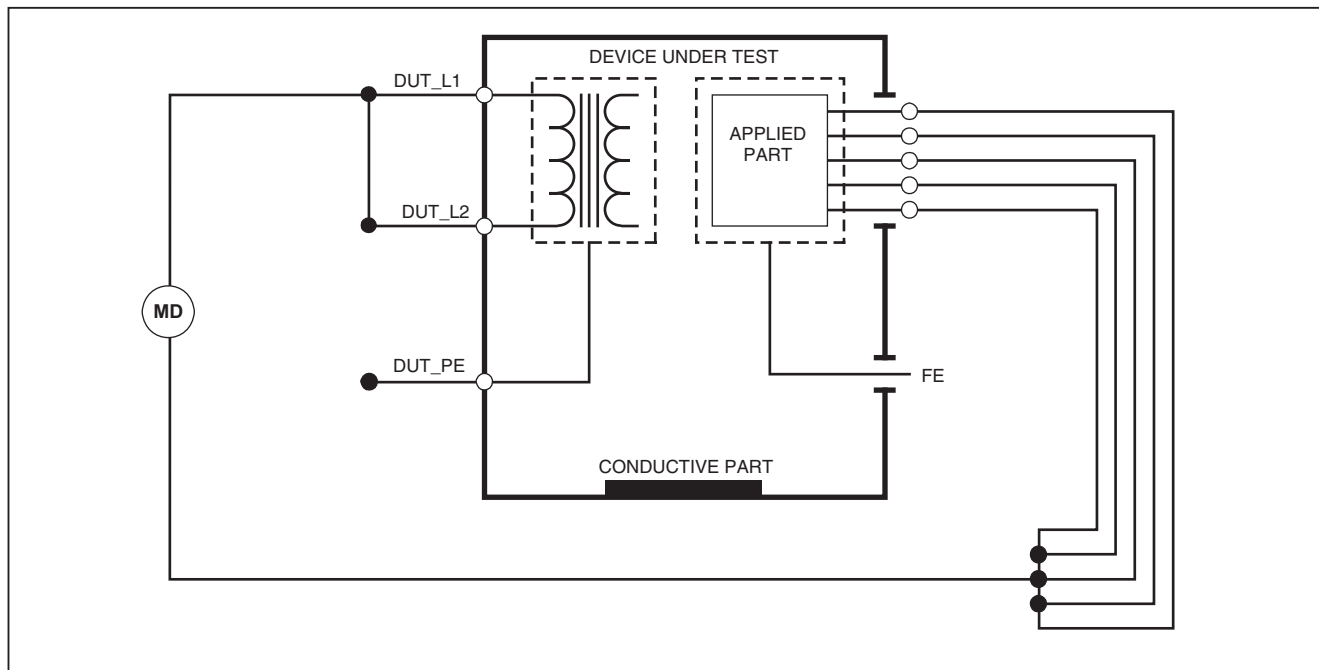 DEVICE UNDER TEST
DUT_L1
APPLIED
PART
DUT_L2
MD
DUT_PE
FE
CONDUCTIVE PART